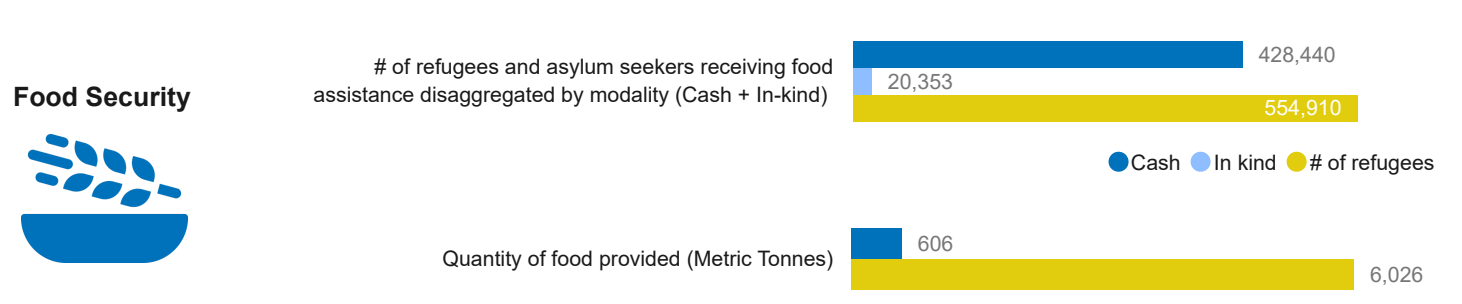 Food Security
# of refugees and asylum seekers receiving food
assistance disaggregated by modality (Cash + In-kind)
428,440
20,353
554,910
Cash In kind # of refugees
Quantity of food provided (Metric Tonnes)
606
6,026